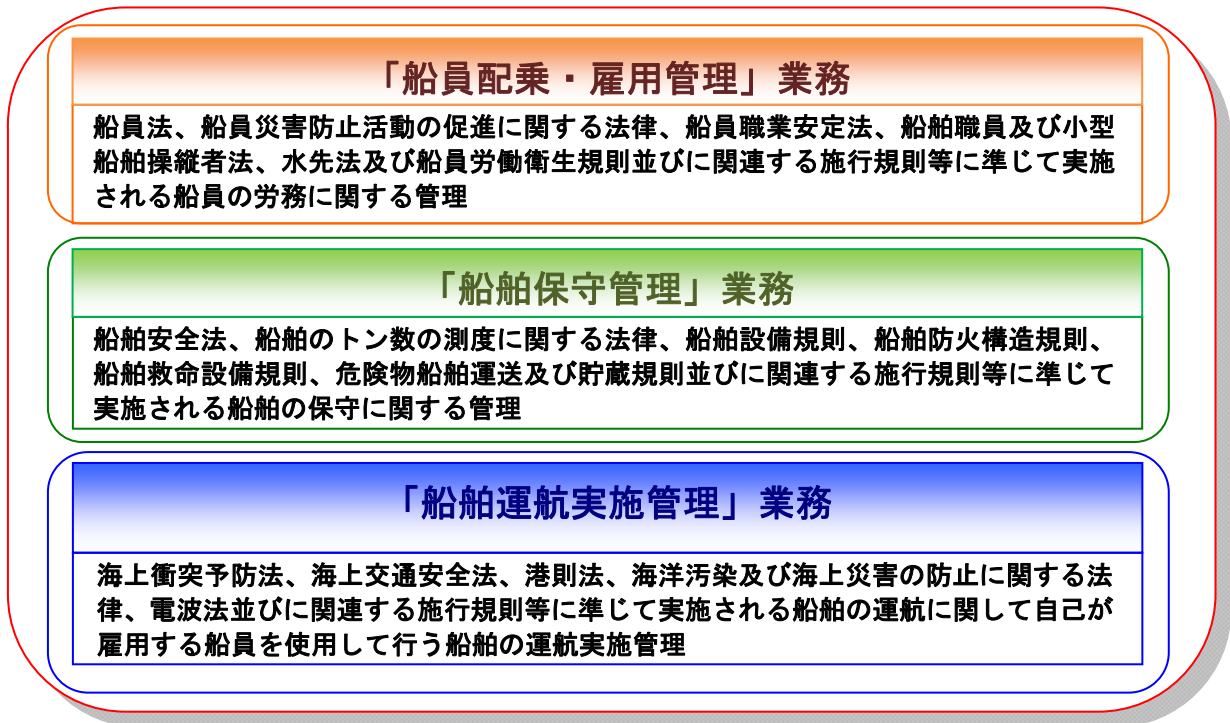 「船員配乗・雇用管理」業務
船員法、船員災害防止活動の促進に関する法律、船員職業安定法、船舶職員及び小型
船舶操縦者法、水先法及び船員労働衛生規則並びに関連する施行規則等に準じて実施
される船員の労務に関する管理
「船舶保守管理」業務
船舶安全法、船舶のトン数の測度に関する法律、船舶設備規則、船舶防火構造規則、
船舶救命設備規則、危険物船舶運送及び貯蔵規則並びに関連する施行規則等に準じて
実施される船舶の保守に関する管理
「船舶運航実施管理」業務
海上衝突予防法、海上交通安全法、港則法、海洋汚染及び海上災害の防止に関する法
律、電波法並びに関連する施行規則等に準じて実施される船舶の運航に関して自己が
雇用する船員を使用して行う船舶の運航実施管理